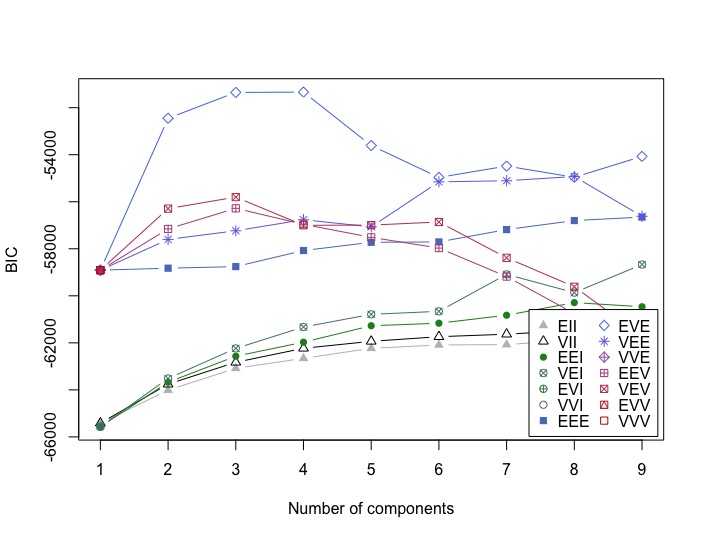 BIC
-54000
-58000
-62000
-66000
EII EVE
VII VEE
EEI VVE
VEI EEV
EVI VEV
VVI EVV
EEE VVV
1 2 3 4 5 6 7 8 9
Number of components